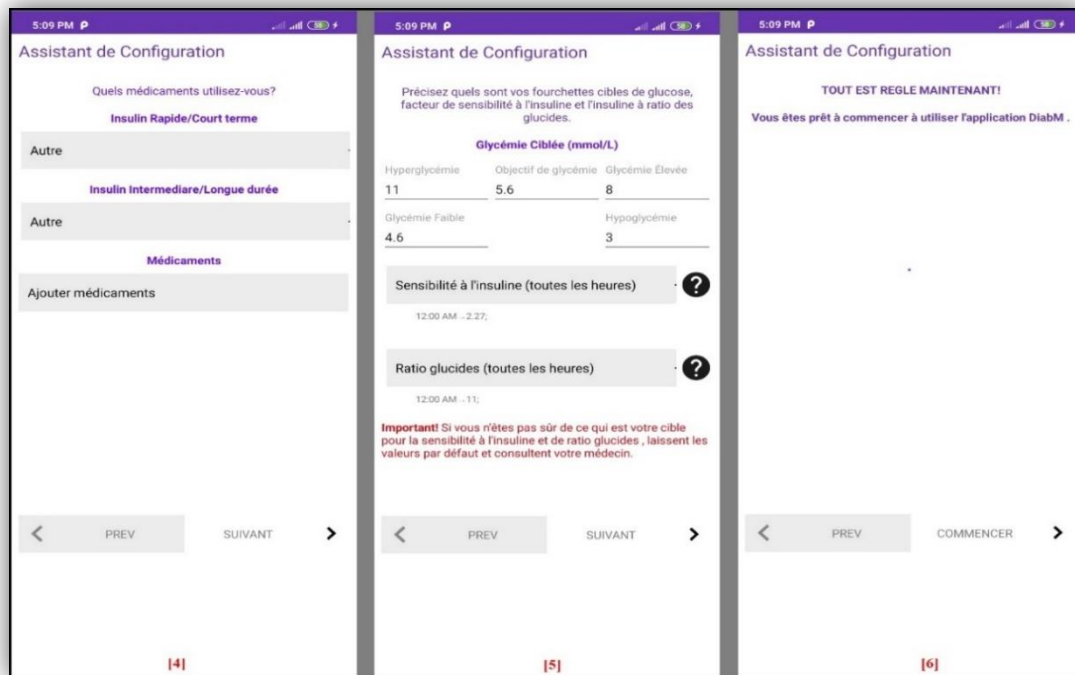 5:09 PM P
58
Assistant de Configuration
Quels médicaments utilisez-vous?
Insulin Rapide/Court terme
Autre
Insulin Intermediare/Longue durée
Autre
Médicaments
Ajouter médicaments
PREV
SUIVANT
[4]
5:09 PM P
58
Assistant de Configuration
Précisez quels sont vos fourchettes cibles de glucose,
facteur de sensibilité à l'insuline et l'insuline à ratio des
glucides.
Glycémie Ciblée (mmol/L)
Hyperglycémie Objectif de glycémie Glycémie Élevée
11 5.6 8
Glycémie Faible Hypoglycémie
4.6 3
Sensibilité à l'insuline (toutes les heures) ?
12:00 AM - 2.27;
Ratio glucides (toutes les heures) ?
12:00 AM - 11;
Important! Si vous n'êtes pas sûr de ce qui est votre cible
pour la sensibilité à l'insuline et de ratio glucides , laissent les
valeurs par défaut et consultent votre médecin.
PREV
SUIVANT
[5]
5:09 PM P
58
Assistant de Configuration
TOUT EST REGLE MAINTENANT!
Vous êtes prêt à commencer à utiliser l'application DiabM .
PREV
COMMENCER
[6]